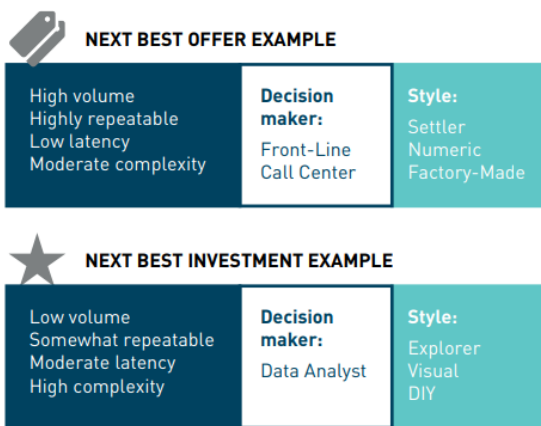 NEXT BEST OFFER EXAMPLE
High volume
Highly repeatable
Low latency
Moderate complexity
Decision
maker:
Front-Line
Call Center
Style:
Settler
Numeric
Factory-Made
NEXT BEST INVESTMENT EXAMPLE
Low volume
Somewhat repeatable
Moderate latency
High complexity
Decision
maker:
Data Analyst
Style:
Explorer
Visual
DIY